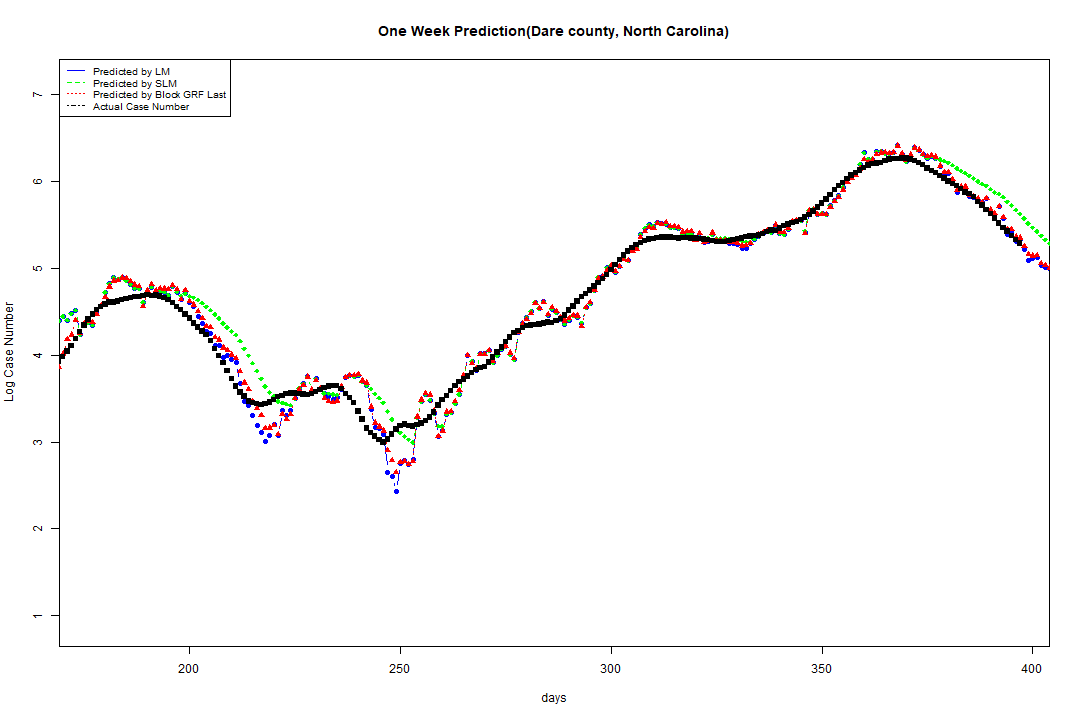 One Week Prediction(Dare county, North Carolina)
Predicted by LM
Predicted by SLM
Predicted by Block GRF Last
Actual Case Number
7
6
5
4
3
2
1
Log Case Number
200 250 300 350 400
days